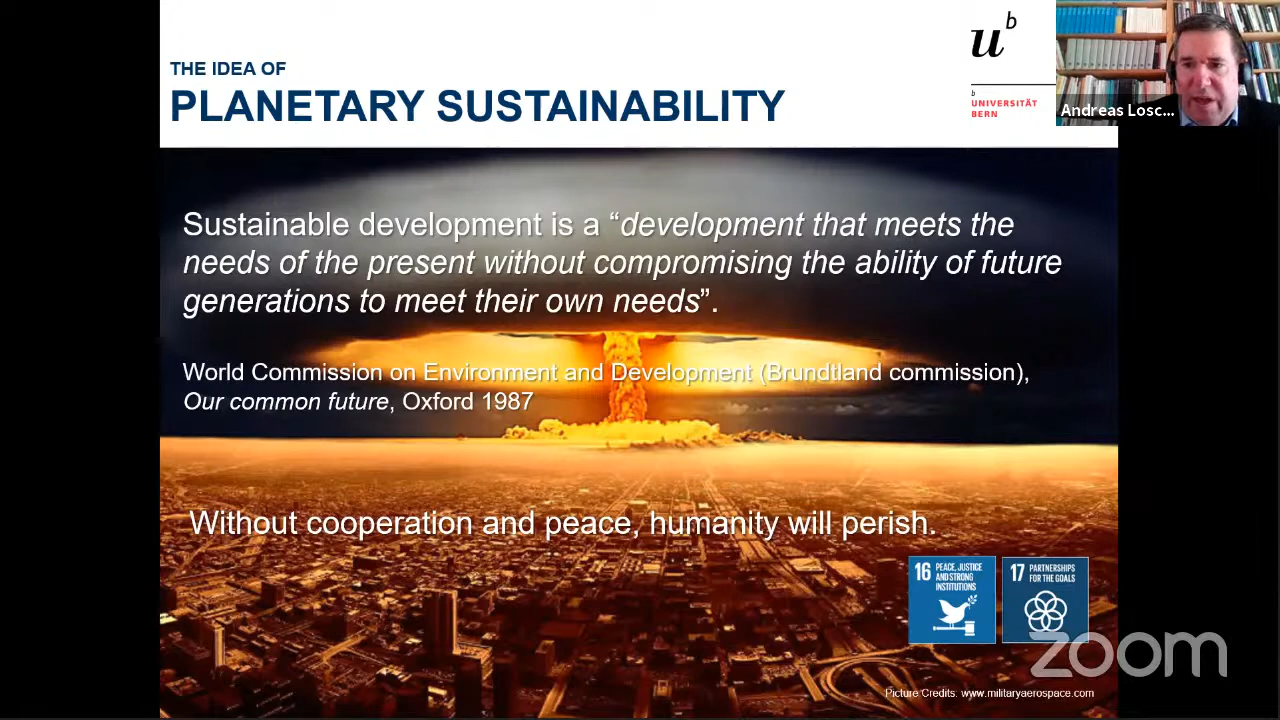 THE IDEA OF
PLANETARY SUSTAINABILITY
u b
b
UNIVERSITÄT
BERN
Andreas Losc...
Sustainable development is a “development that meets the
needs of the present without compromising the ability of future
generations to meet their own needs”.
World Commission on Environment and Development (Brundtland commission),
Our common future, Oxford 1987
Without cooperation and peace, humanity will perish.
16 PEACE, JUSTICE
AND STRONG
INSTITUTIONS
17 PARTNERSHIPS
FOR THE GOALS
zoom
Picture Credits: www.militaryaerospace.com